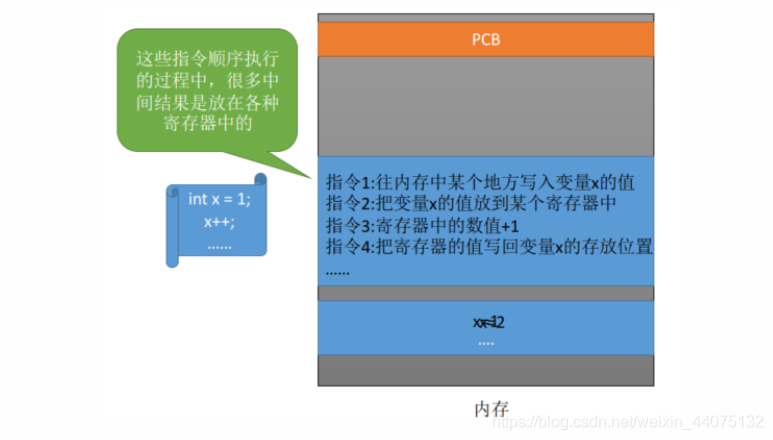 PCB
这些指令顺序执行
的过程中，很多中
间结果是放在各种
寄存器中的
int x = 1;
x++;
......
指令1:往内存中某个地方写入变量x的值
指令2:把变量x的值放到某个寄存器中
指令3:寄存器中的数值+1
指令4:把寄存器的值写回变量x的存放位置
......
....
内存
https://blog.csdn.net/weixin_44075132